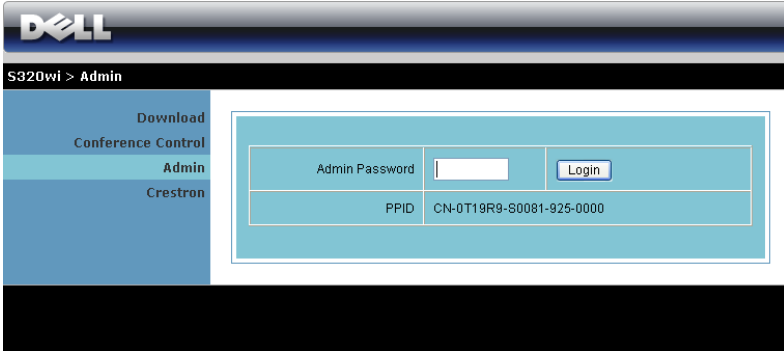 DELL
S320wi > Admin
Download
Conference Control
Admin
Crestron
Admin Password
Login
PPID
CN-0T19R9-S0081-925-0000